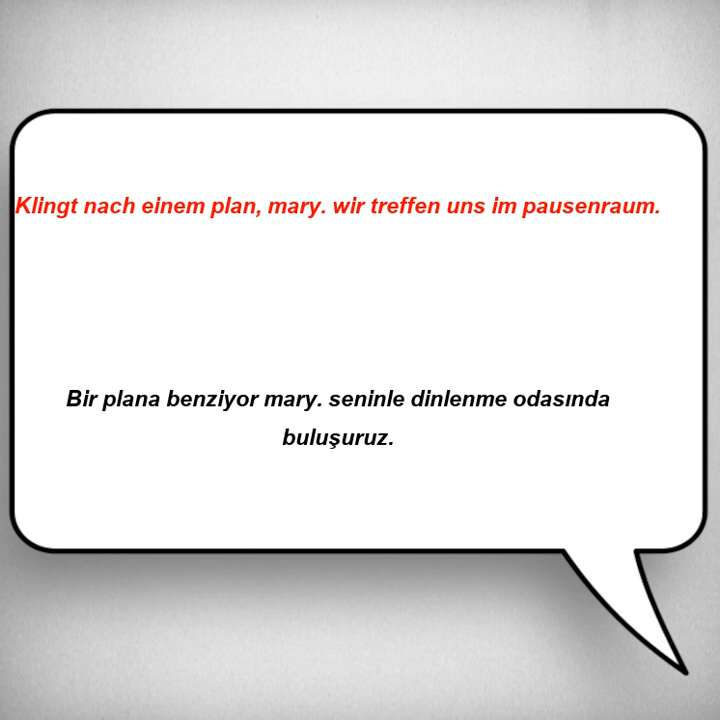 Klingt nach einem plan, mary. wir treffen uns im pausenraum.
Bir plana benziyor mary. seninle dinlenme odasında
buluşuruz.